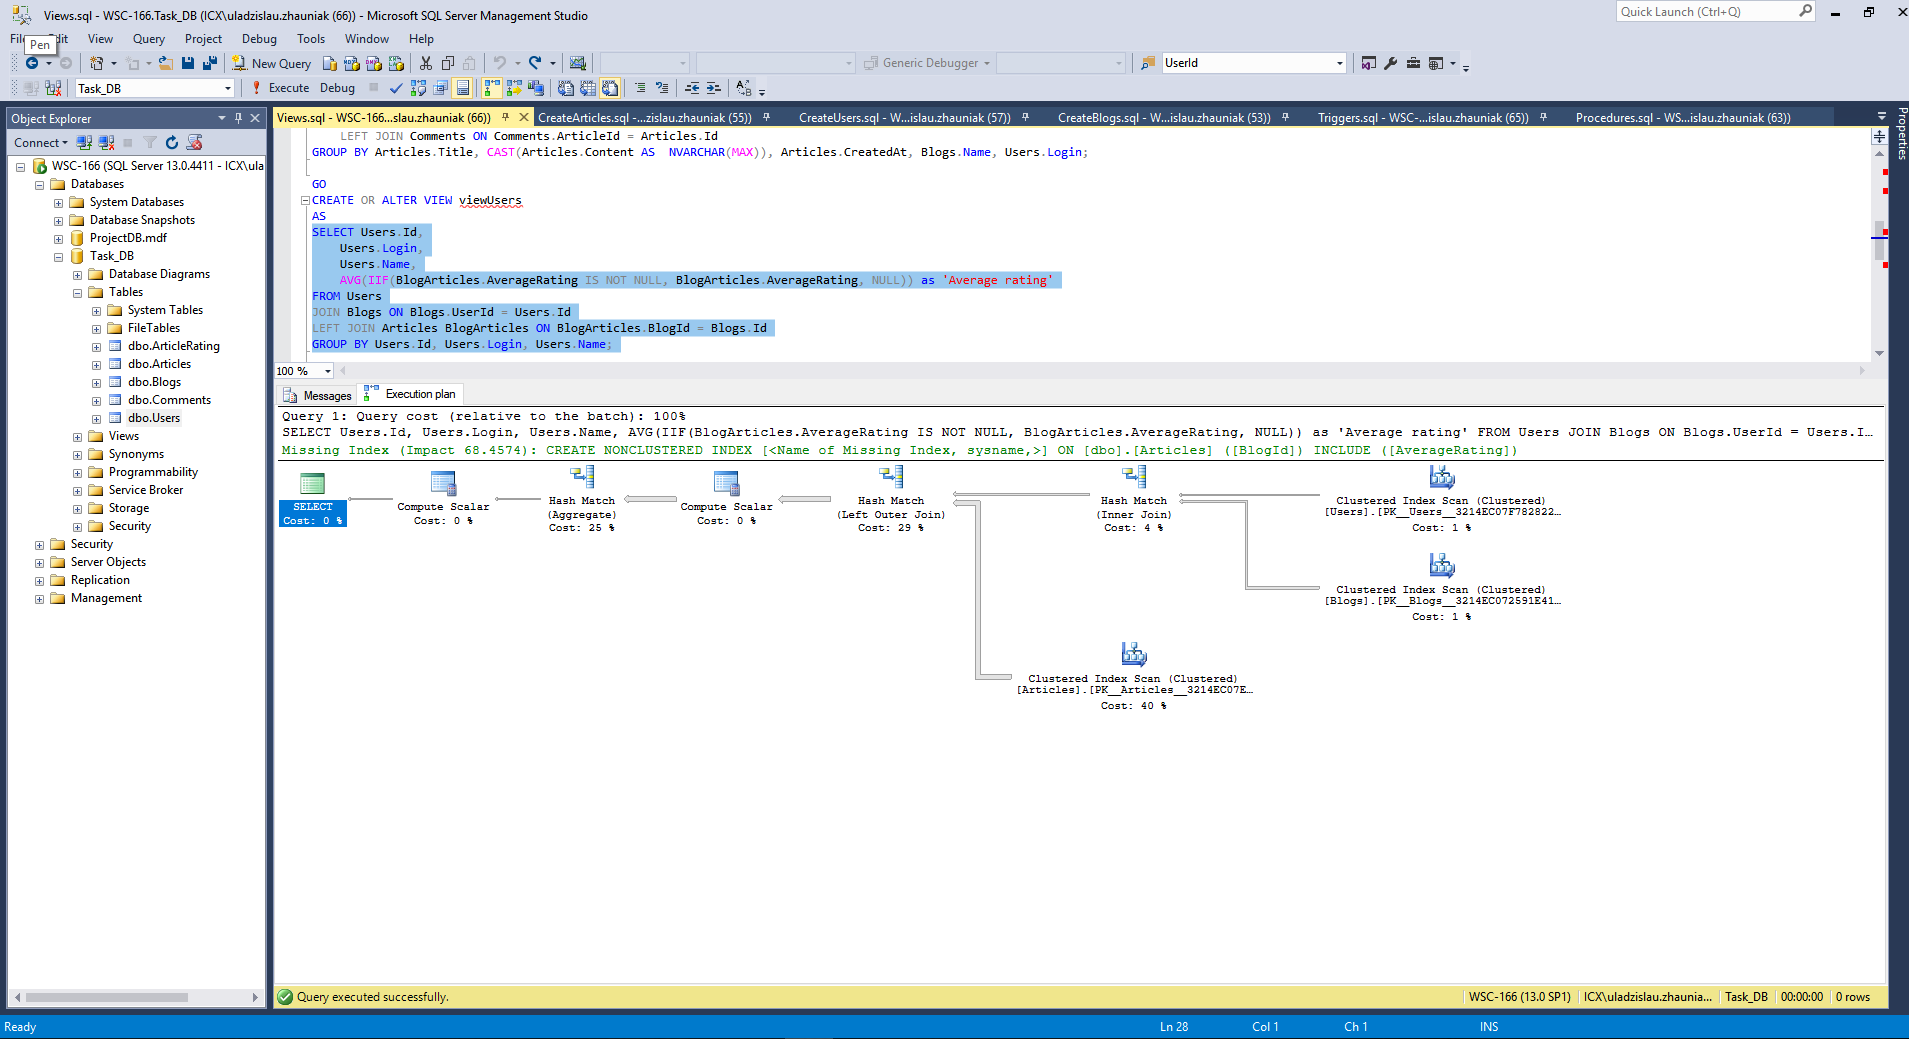 Views.sql - WSC-166.Task_DB (ICX\uladzislau.zhauniak (66)) - Microsoft SQL Server Management Studio
Quick Launch (Ctrl+Q)
View Query Project Debug Tools Window Help
Pen
New Query
Generic Debugger
UserId
Task_DB
Execute Debug
Object Explorer
Connect
WSC-166 (SQL Server 13.0.4411 - ICX\ula
Databases
System Databases
Database Snapshots
ProjectDB.mdf
Task_DB
Database Diagrams
Tables
System Tables
FileTables
dbo.ArticleRating
dbo.Articles
dbo.Blogs
dbo.Comments
dbo.Users
Views
Synonyms
Programmability
Service Broker
Storage
Security
Security
Server Objects
Replication
Management
Views.sql - WSC-166...slau.zhauniak (66))
CreateArticles.sql -...zislau.zhauniak (55))
CreateUsers.sql - W...islau.zhauniak (57))
CreateBlogs.sql - W...islau.zhauniak (53))
Triggers.sql - WSC-...islau.zhauniak (65))
Procedures.sql - WS...islau.zhauniak (63))
Properties
LEFT JOIN Comments ON Comments.ArticleId = Articles.Id
GROUP BY Articles.Title, CAST(Articles.Content AS  NVARCHAR(MAX)), Articles.CreatedAt, Blogs.Name, Users.Login;
GO
CREATE OR ALTER VIEW viewUsers
AS
SELECT Users.Id,
Users.Login,
Users.Name,
AVG(IIF(BlogArticles.AverageRating IS NOT NULL, BlogArticles.AverageRating, NULL)) as 'Average rating'
FROM Users
JOIN Blogs ON Blogs.UserId = Users.Id
LEFT JOIN Articles BlogArticles ON BlogArticles.BlogId = Blogs.Id
GROUP BY Users.Id, Users.Login, Users.Name;
100 %
Messages
Execution plan
Query 1: Query cost (relative to the batch): 100%
SELECT Users.Id, Users.Login, Users.Name, AVG(IIF(BlogArticles.AverageRating IS NOT NULL, BlogArticles.AverageRating, NULL)) as 'Average rating' FROM Users JOIN Blogs ON Blogs.UserId = Users.I...
Missing Index (Impact 68.4574): CREATE NONCLUSTERED INDEX [<Name of Missing Index, sysname,>] ON [dbo].[Articles] ([BlogId]) INCLUDE ([AverageRating])
SELECT
Cost: 0 %
Compute Scalar
Cost: 0 %
Hash Match
(Aggregate)
Cost: 25 %
Compute Scalar
Cost: 0 %
Hash Match
(Left Outer Join)
Cost: 29 %
Hash Match
(Inner Join)
Cost: 4 %
Clustered Index Scan (Clustered)
[Users].[PK__Users__3214EC07F782822...
Cost: 1 %
Clustered Index Scan (Clustered)
[Blogs].[PK__Blogs__3214EC072591E41...
Cost: 1 %
Clustered Index Scan (Clustered)
[Articles].[PK__Articles__3214EC07E...
Cost: 40 %
Query executed successfully.
WSC-166 (13.0 SP1)
ICX\uladzislau.zhaunia...
Task_DB
00:00:00
0 rows
Ready
Ln 28
Col 1
Ch 1
INS